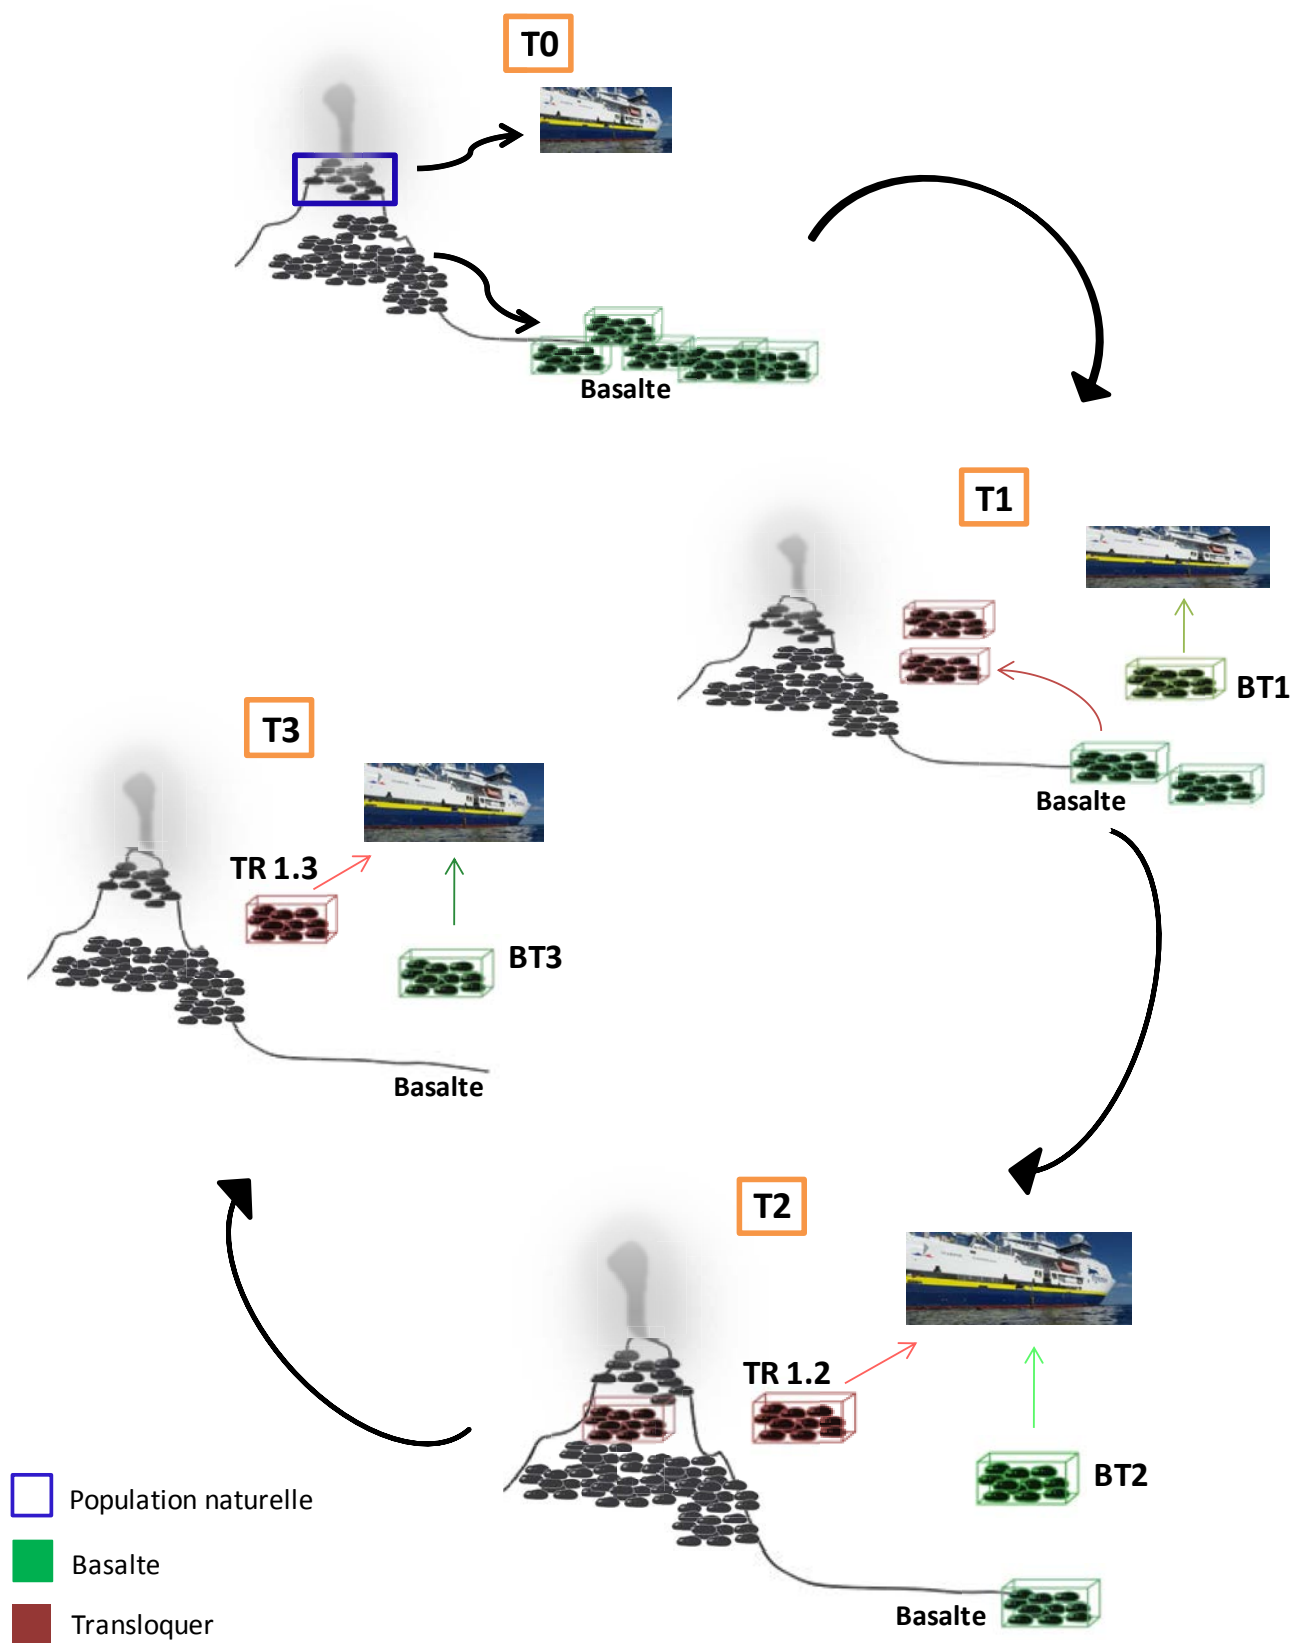 T0
Basalte
T1
BT1
Basalte
T3
TR 1.3
BT3
Basalte
T2
TR 1.2
BT2
Basalte
Population naturelle
Basalte
Transloquer